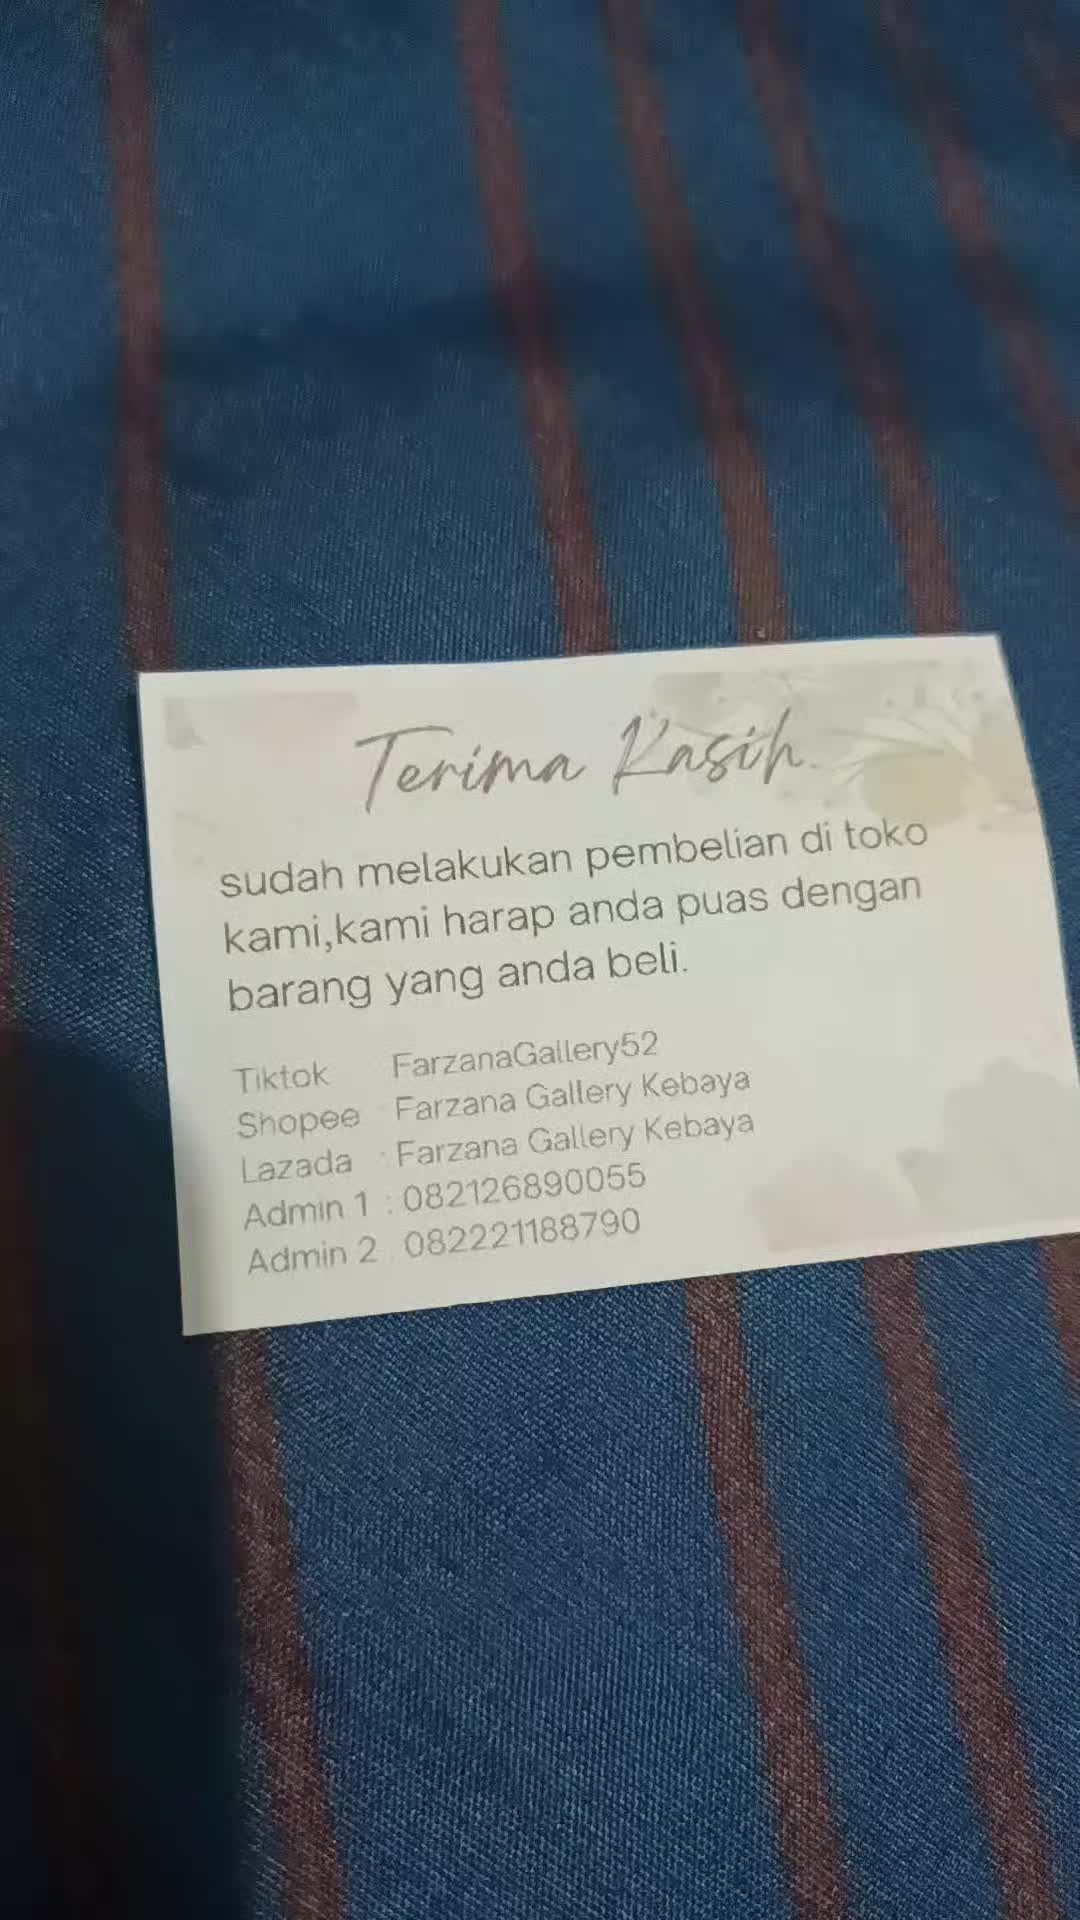 Terima Kasih
sudah melakukan pembelian di toko
kami,kami harap anda puas dengan
barang yang anda beli.
Tiktok FarzanaGallery52
Shopee : Farzana Gallery Kebaya
Lazada : Farzana Gallery Kebaya
Admin 1 : 082126890055
Admin 2 : 082221188790